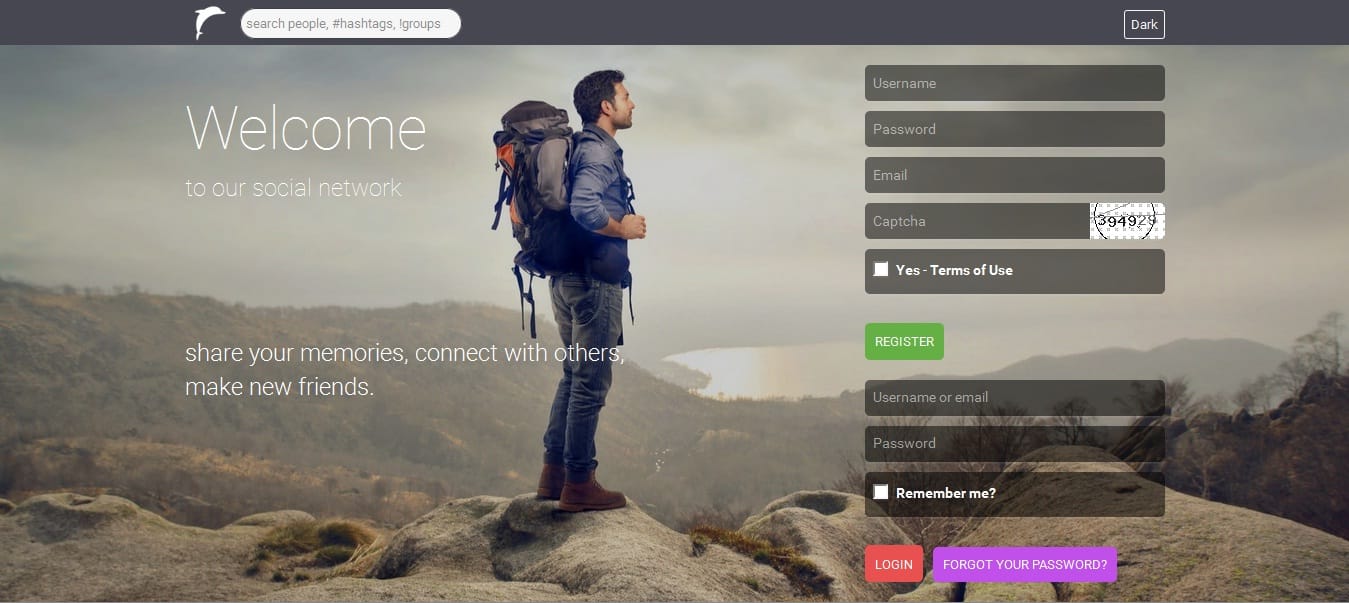 search people, #hashtags, !groups
Dark
Welcome
to our social network
share your memories, connect with others,
make new friends.
Username
Password
Email
Captcha
394929
Yes - Terms of Use
REGISTER
Username or email
Password
Remember me?
LOGIN
FORGOT YOUR PASSWORD?